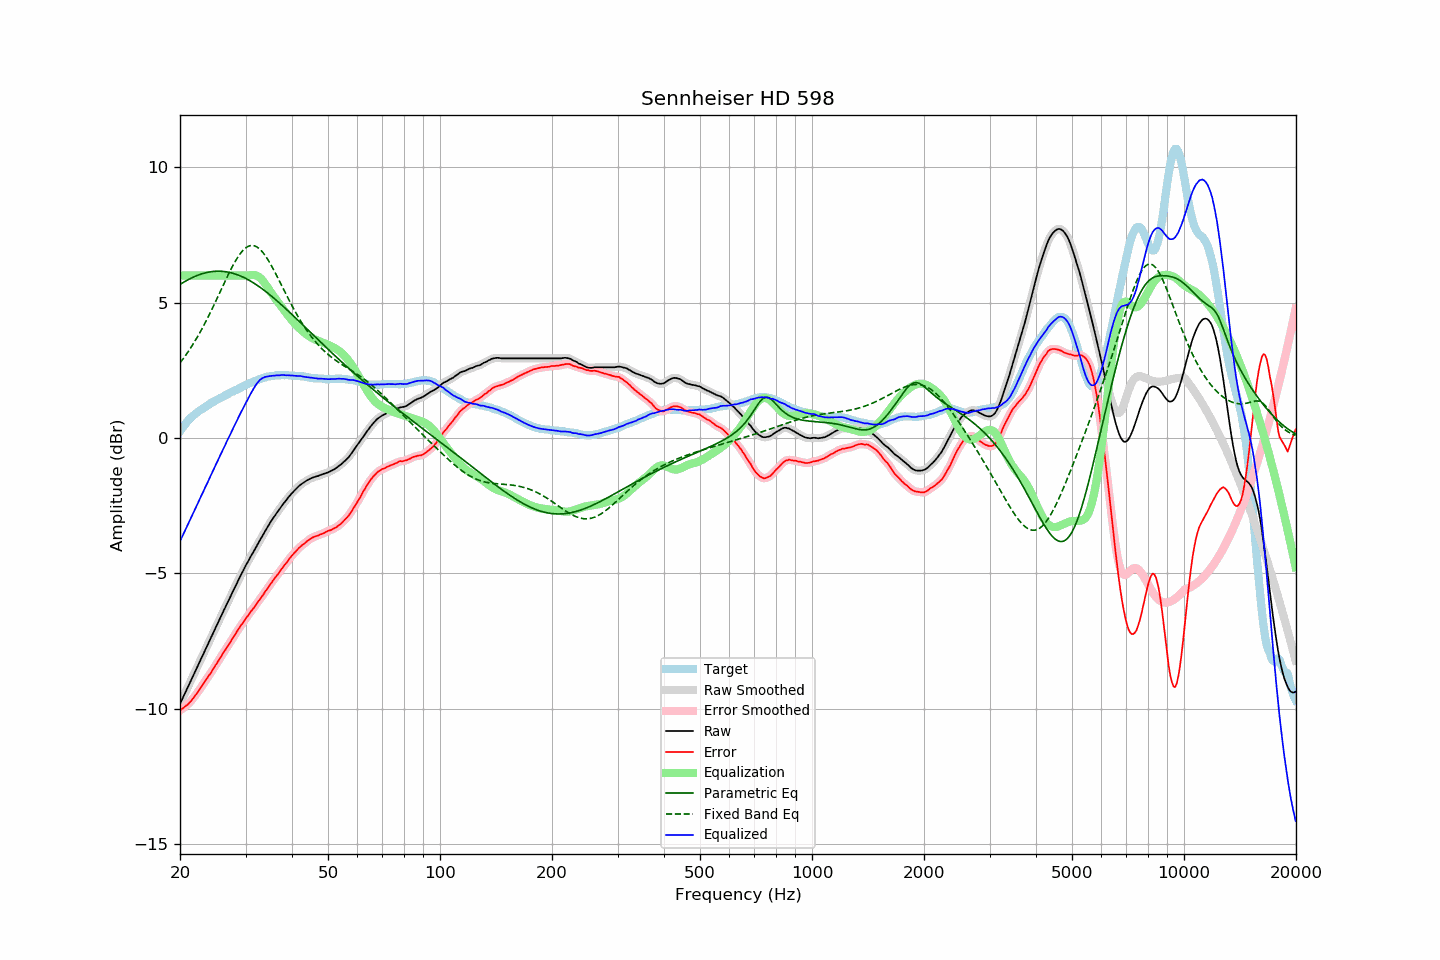 Sennheiser HD 598
Amplitude (dBr)
10
5
0
−5
−10
−15
Target
Raw Smoothed
Error Smoothed
Raw
Error
Equalization
Parametric Eq
Fixed Band Eq
Equalized
20 50 100 200 500 1000 2000 5000 10000 20000
Frequency (Hz)